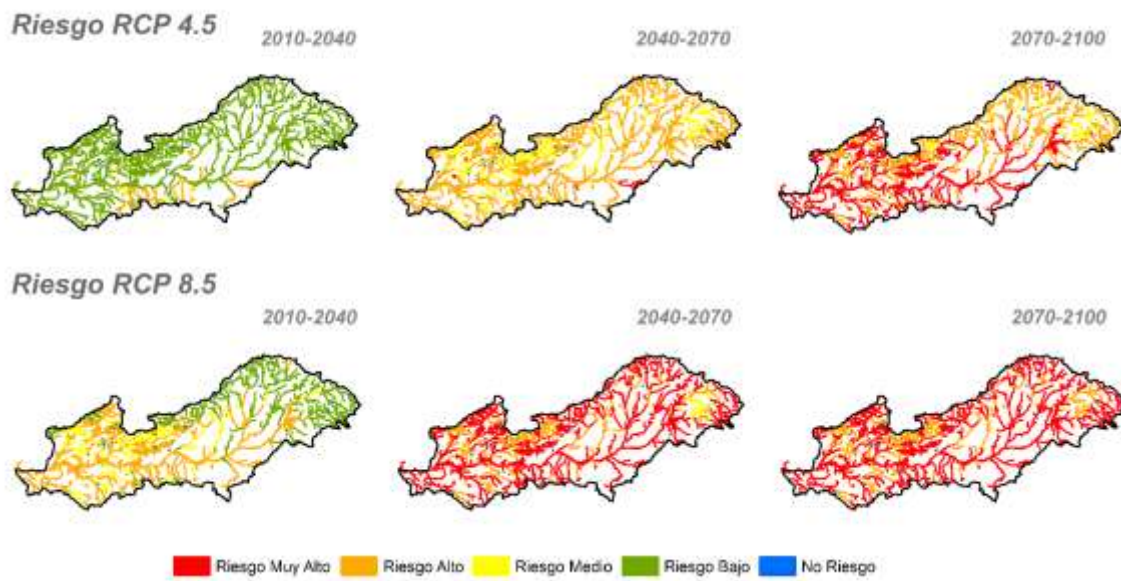 Riesgo RCP 4.5
2010-2040
2040-2070
2070-2100
Riesgo RCP 8.5
2010-2040
2040-2070
2070-2100
Riesgo Muy Alto
Riesgo Alto
Riesgo Medio
Riesgo Bajo
No Riesgo